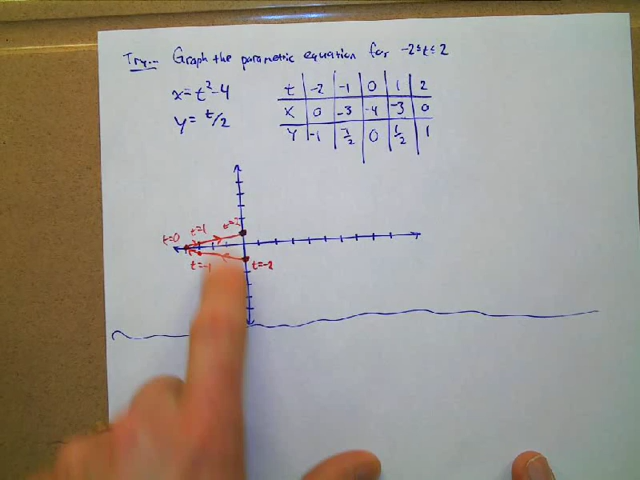 Try... Graph the parametric equation for -2≤t≤2
x=t²-4
y=t/2
t -2 -1 0 1 2
X 0 -3 -4 -3 0
Y -1 -1/2 0 1/2 1
t=0 t=1 t=2
t=-1 t=-2